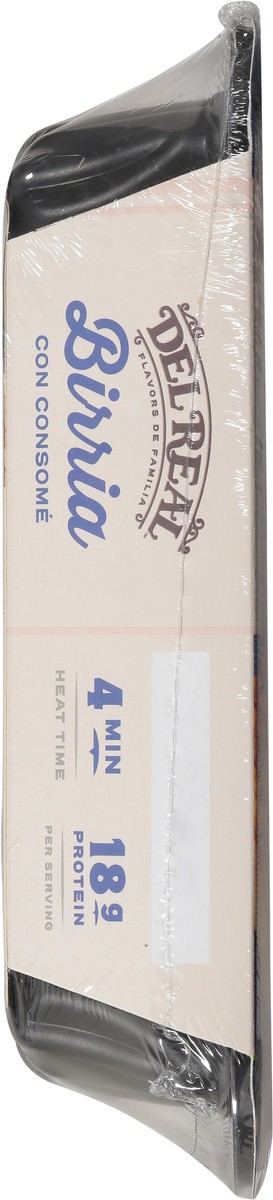 DEL REAL
FLAVORS DE FAMILIA
Birria
CON CONSOMÉ
4 MIN
HEAT TIME
18g
PROTEIN
PER SERVING